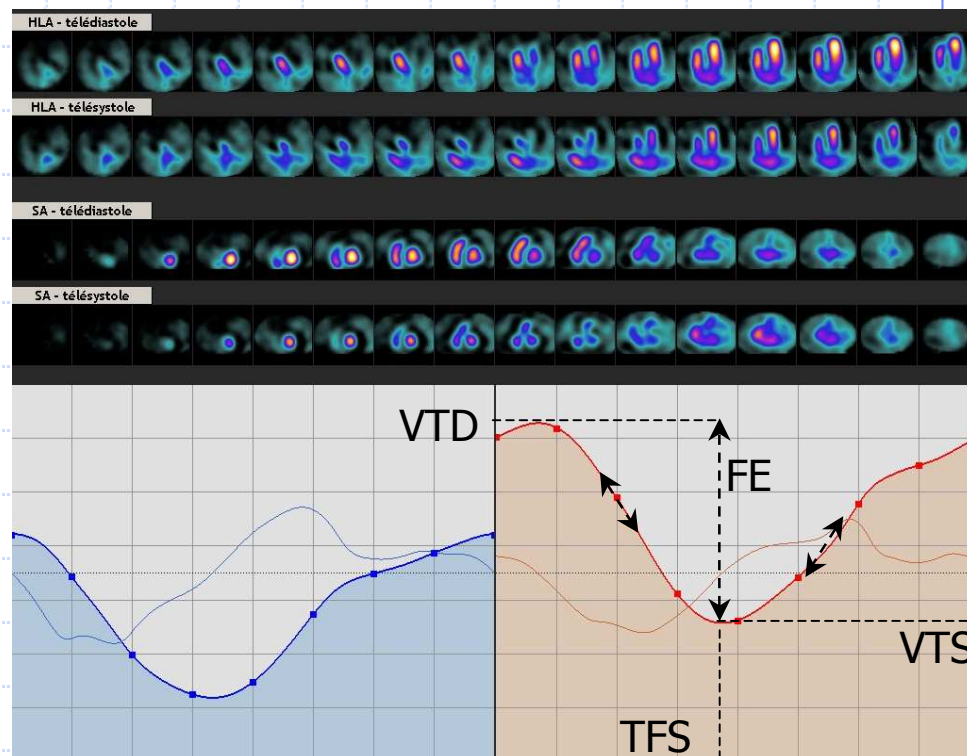 HLA - télédiastole
HLA - télésystole
SA - télédiastole
SA - télésystole
VTD
FE
VTS
TFS